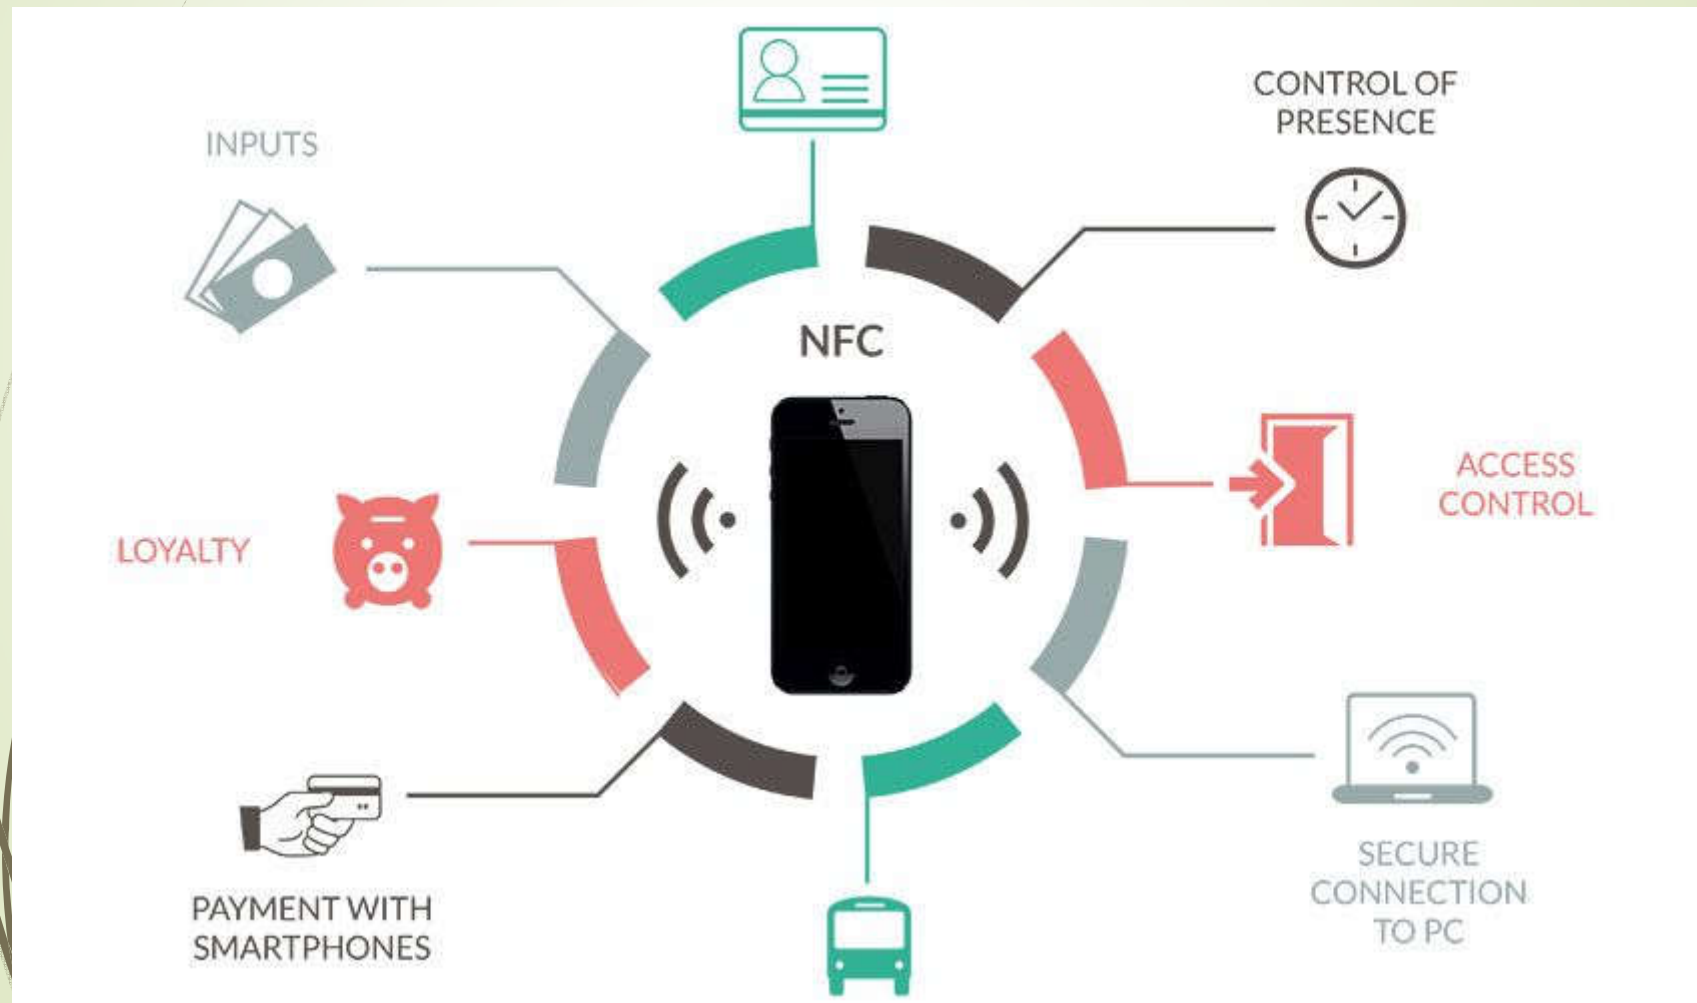 INPUTS
CONTROL OF
PRESENCE
NFC
LOYALTY
ACCESS
CONTROL
PAYMENT WITH
SMARTPHONES
SECURE
CONNECTION
TO PC